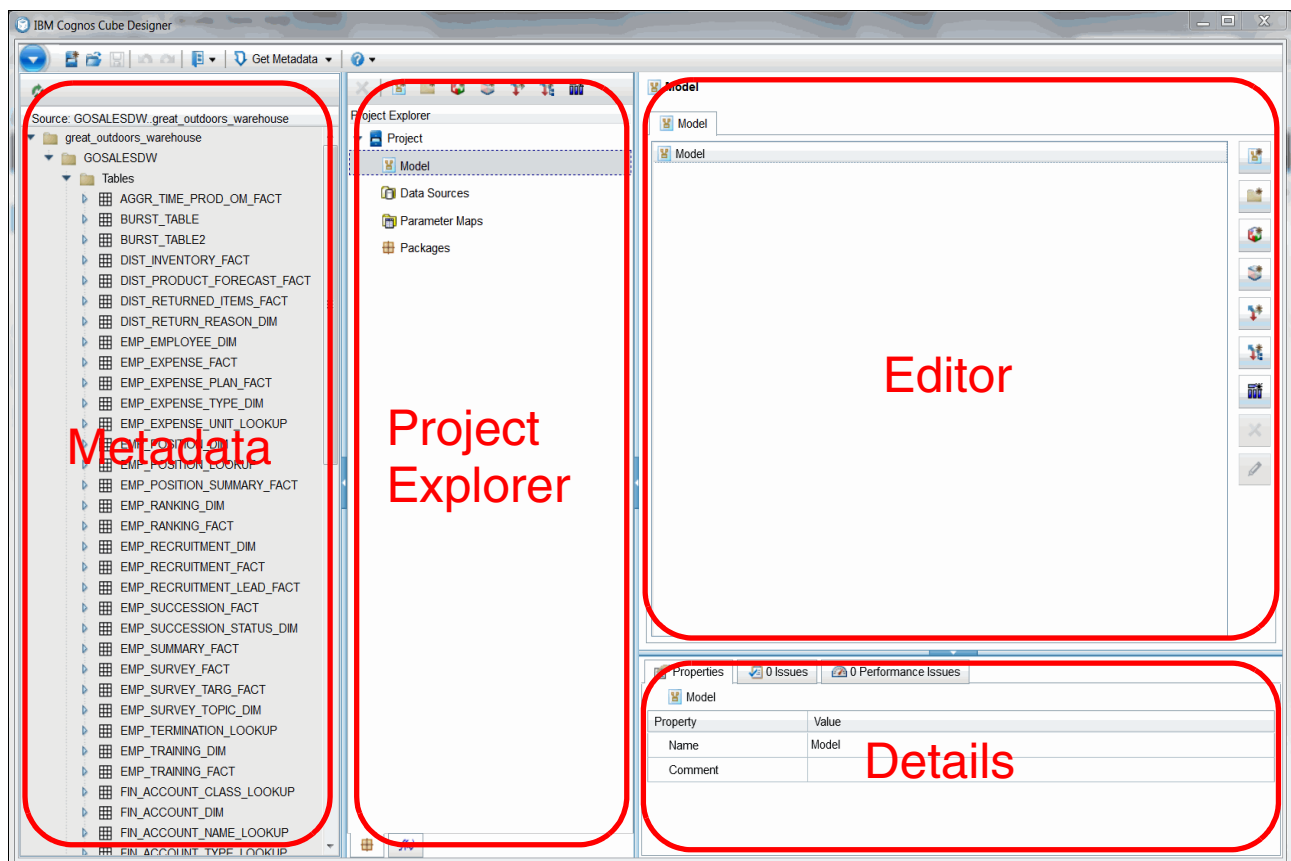 IBM Cognos Cube Designer
Get Metadata
Source: GOSALESDW..great_outdoors_warehouse
great_outdoors_warehouse
GOSALESDW
Tables
AGGR_TIME_PROD_OM_FACT
BURST_TABLE
BURST_TABLE2
DIST_INVENTORY_FACT
DIST_PRODUCT_FORECAST_FACT
DIST_RETURNED_ITEMS_FACT
DIST_RETURN_REASON_DIM
EMP_EMPLOYEE_DIM
EMP_EXPENSE_FACT
EMP_EXPENSE_PLAN_FACT
EMP_EXPENSE_TYPE_DIM
EMP_EXPENSE_UNIT_LOOKUP
EMP_POSITION_DIM
EMP_POSITION_LOOKUP
EMP_POSITION_SUMMARY_FACT
EMP_RANKING_DIM
EMP_RANKING_FACT
EMP_RECRUITMENT_DIM
EMP_RECRUITMENT_FACT
EMP_RECRUITMENT_LEAD_FACT
EMP_SUCCESSION_FACT
EMP_SUCCESSION_STATUS_DIM
EMP_SUMMARY_FACT
EMP_SURVEY_FACT
EMP_SURVEY_TARG_FACT
EMP_SURVEY_TOPIC_DIM
EMP_TERMINATION_LOOKUP
EMP_TRAINING_DIM
EMP_TRAINING_FACT
FIN_ACCOUNT_CLASS_LOOKUP
FIN_ACCOUNT_DIM
FIN_ACCOUNT_NAME_LOOKUP
FIN_ACCOUNT_TYPE_LOOKUP
Metadata
Project Explorer
Project
Model
Data Sources
Parameter Maps
Packages
Project
Explorer
Model
Model
Model
Editor
Properties 0 Issues 0 Performance Issues
Model
Property Value
Name Model
Comment
Details